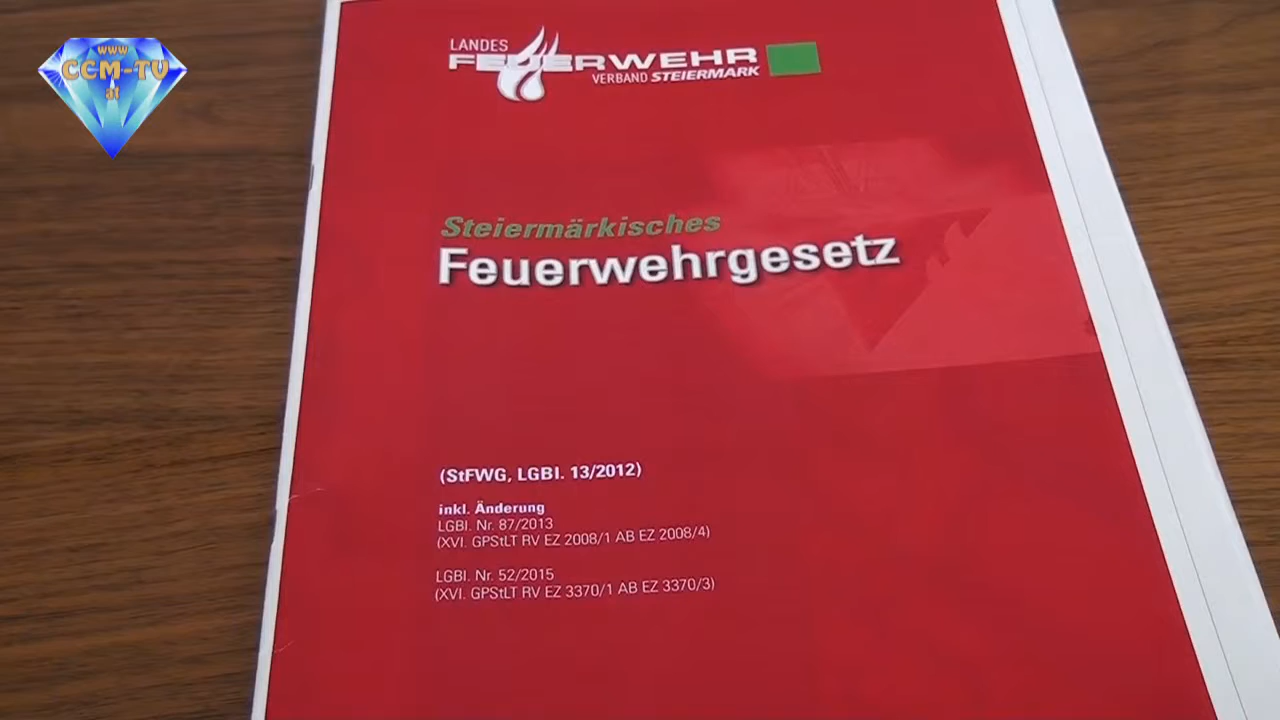 www
CCM-TV
at
LANDES
FEUERWEHR
VERBAND STEIERMARK
Steiermärkisches
Feuerwehrgesetz
(StFWG, LGBl. 13/2012)
inkl. Änderung
LGBl. Nr. 87/2013
(XVI. GPStLT RV EZ 2008/1 AB EZ 2008/4)
LGBl. Nr. 52/2015
(XVI. GPStLT RV EZ 3370/1 AB EZ 3370/3)